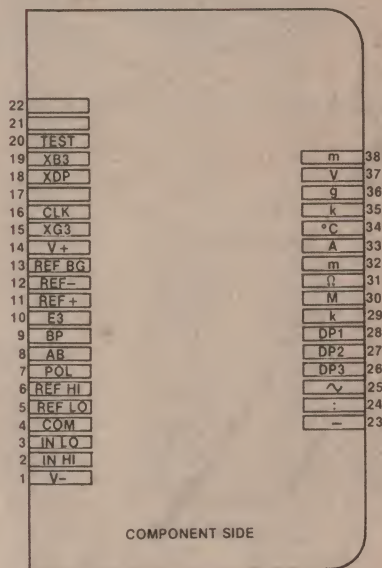 22
21
20 TEST
19 XB3
18 XDP
17
16 CLK
15 XG3
14 V+
13 REF BG
12 REF-
11 REF+
10 E3
9 BP
8 AB
7 POL
6 REF HI
5 REF LO
4 COM
3 IN LO
2 IN HI
1 V-
m 38
V 37
g 36
k 35
°C 34
A 33
m 32
Ω 31
M 30
k 29
DP1 28
DP2 27
DP3 26
~ 25
: 24
- 23
COMPONENT SIDE